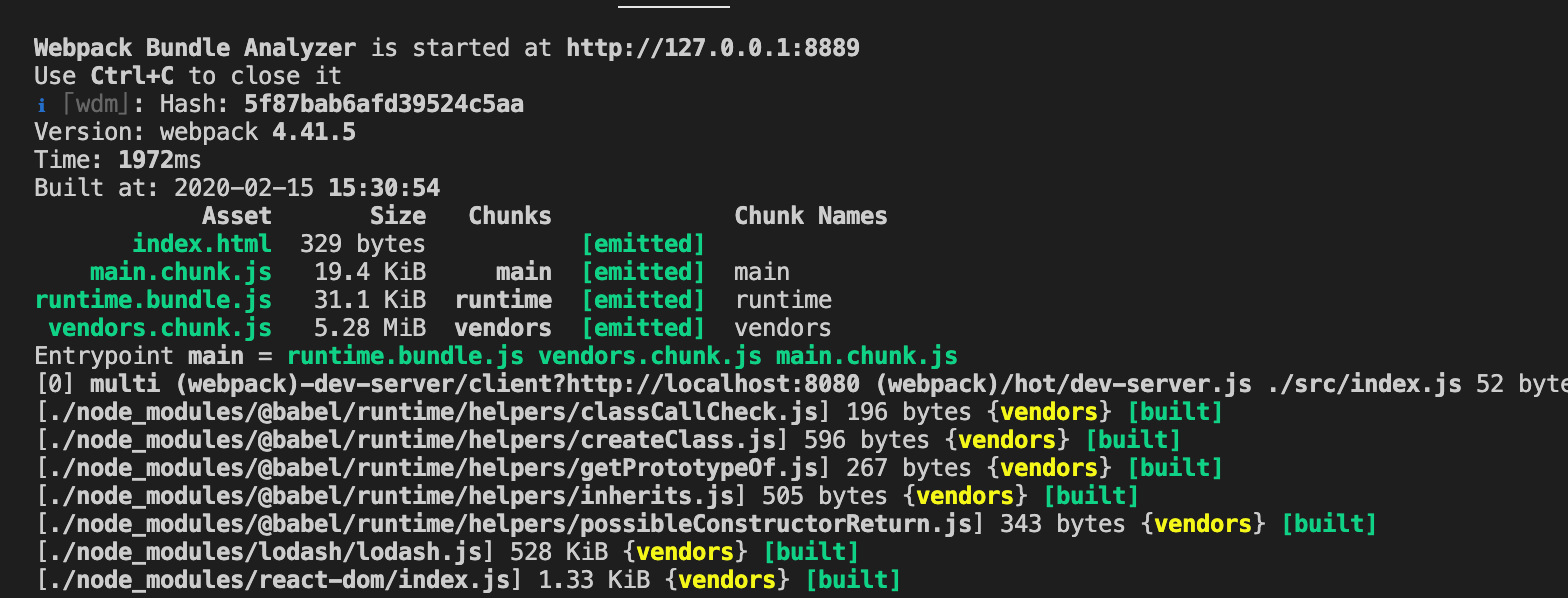 Webpack Bundle Analyzer is started at http://127.0.0.1:8889
Use Ctrl+C to close it
ℹ ｢wdm｣: Hash: 5f87bab6afd39524c5aa
Version: webpack 4.41.5
Time: 1972ms
Built at: 2020-02-15 15:30:54
Asset Size Chunks Chunk Names
index.html 329 bytes [emitted]
main.chunk.js 19.4 KiB main [emitted] main
runtime.bundle.js 31.1 KiB runtime [emitted] runtime
vendors.chunk.js 5.28 MiB vendors [emitted] vendors
Entrypoint main = runtime.bundle.js vendors.chunk.js main.chunk.js
[0] multi (webpack)-dev-server/client?http://localhost:8080 (webpack)/hot/dev-server.js ./src/index.js 52 byte
[./node_modules/@babel/runtime/helpers/classCallCheck.js] 196 bytes {vendors} [built]
[./node_modules/@babel/runtime/helpers/createClass.js] 596 bytes {vendors} [built]
[./node_modules/@babel/runtime/helpers/getPrototypeOf.js] 267 bytes {vendors} [built]
[./node_modules/@babel/runtime/helpers/inherits.js] 505 bytes {vendors} [built]
[./node_modules/@babel/runtime/helpers/possibleConstructorReturn.js] 343 bytes {vendors} [built]
[./node_modules/lodash/lodash.js] 528 KiB {vendors} [built]
[./node_modules/react-dom/index.js] 1.33 KiB {vendors} [built]